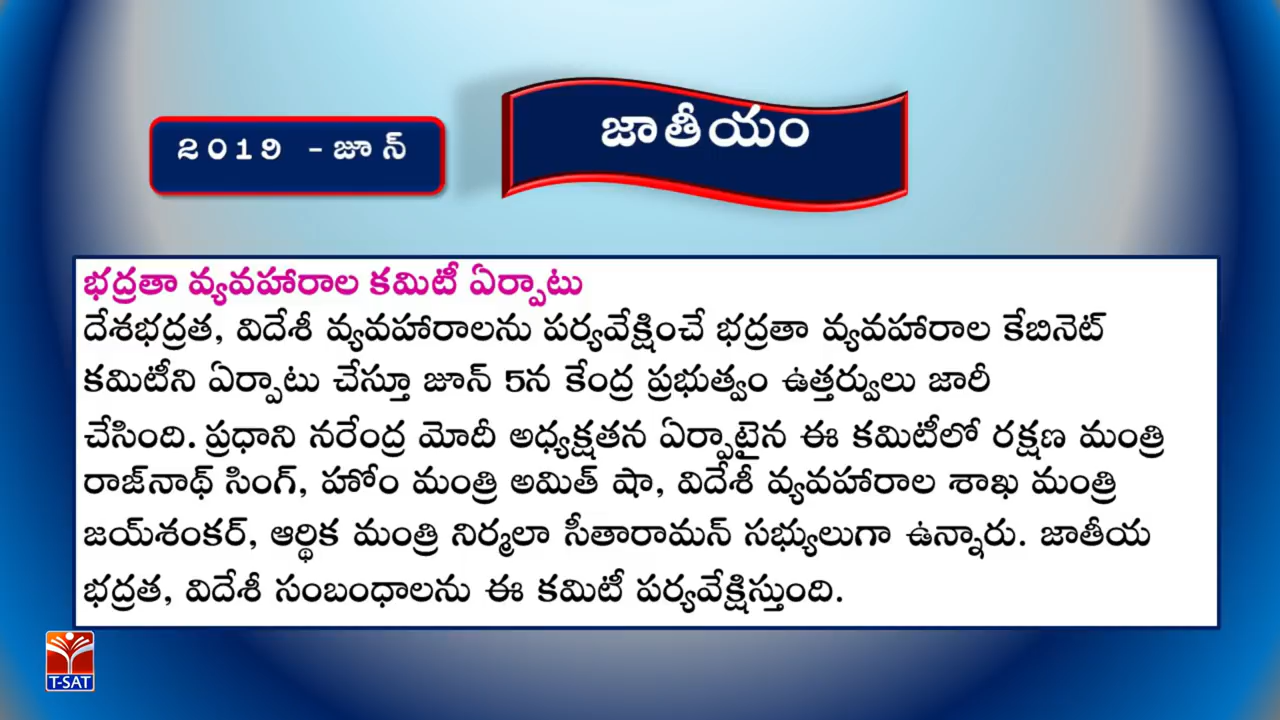 2019 - జూన్
జాతీయం
భద్రతా వ్యవహారాల కమిటీ ఏర్పాటు
దేశభద్రత, విదేశీ వ్యవహారాలను పర్యవేక్షించే భద్రతా వ్యవహారాల కేబినెట్
కమిటీని ఏర్పాటు చేస్తూ జూన్ 5న కేంద్ర ప్రభుత్వం ఉత్తర్వులు జారీ
చేసింది. ప్రధాని నరేంద్ర మోదీ అధ్యక్షతన ఏర్పాటైన ఈ కమిటీలో రక్షణ మంత్రి
రాజ్‌నాథ్ సింగ్, హోం మంత్రి అమిత్ షా, విదేశీ వ్యవహారాల శాఖ మంత్రి
జయ్‌శంకర్, ఆర్థిక మంత్రి నిర్మలా సీతారామన్ సభ్యులుగా ఉన్నారు. జాతీయ
భద్రత, విదేశీ సంబంధాలను ఈ కమిటీ పర్యవేక్షిస్తుంది.
T-SAT